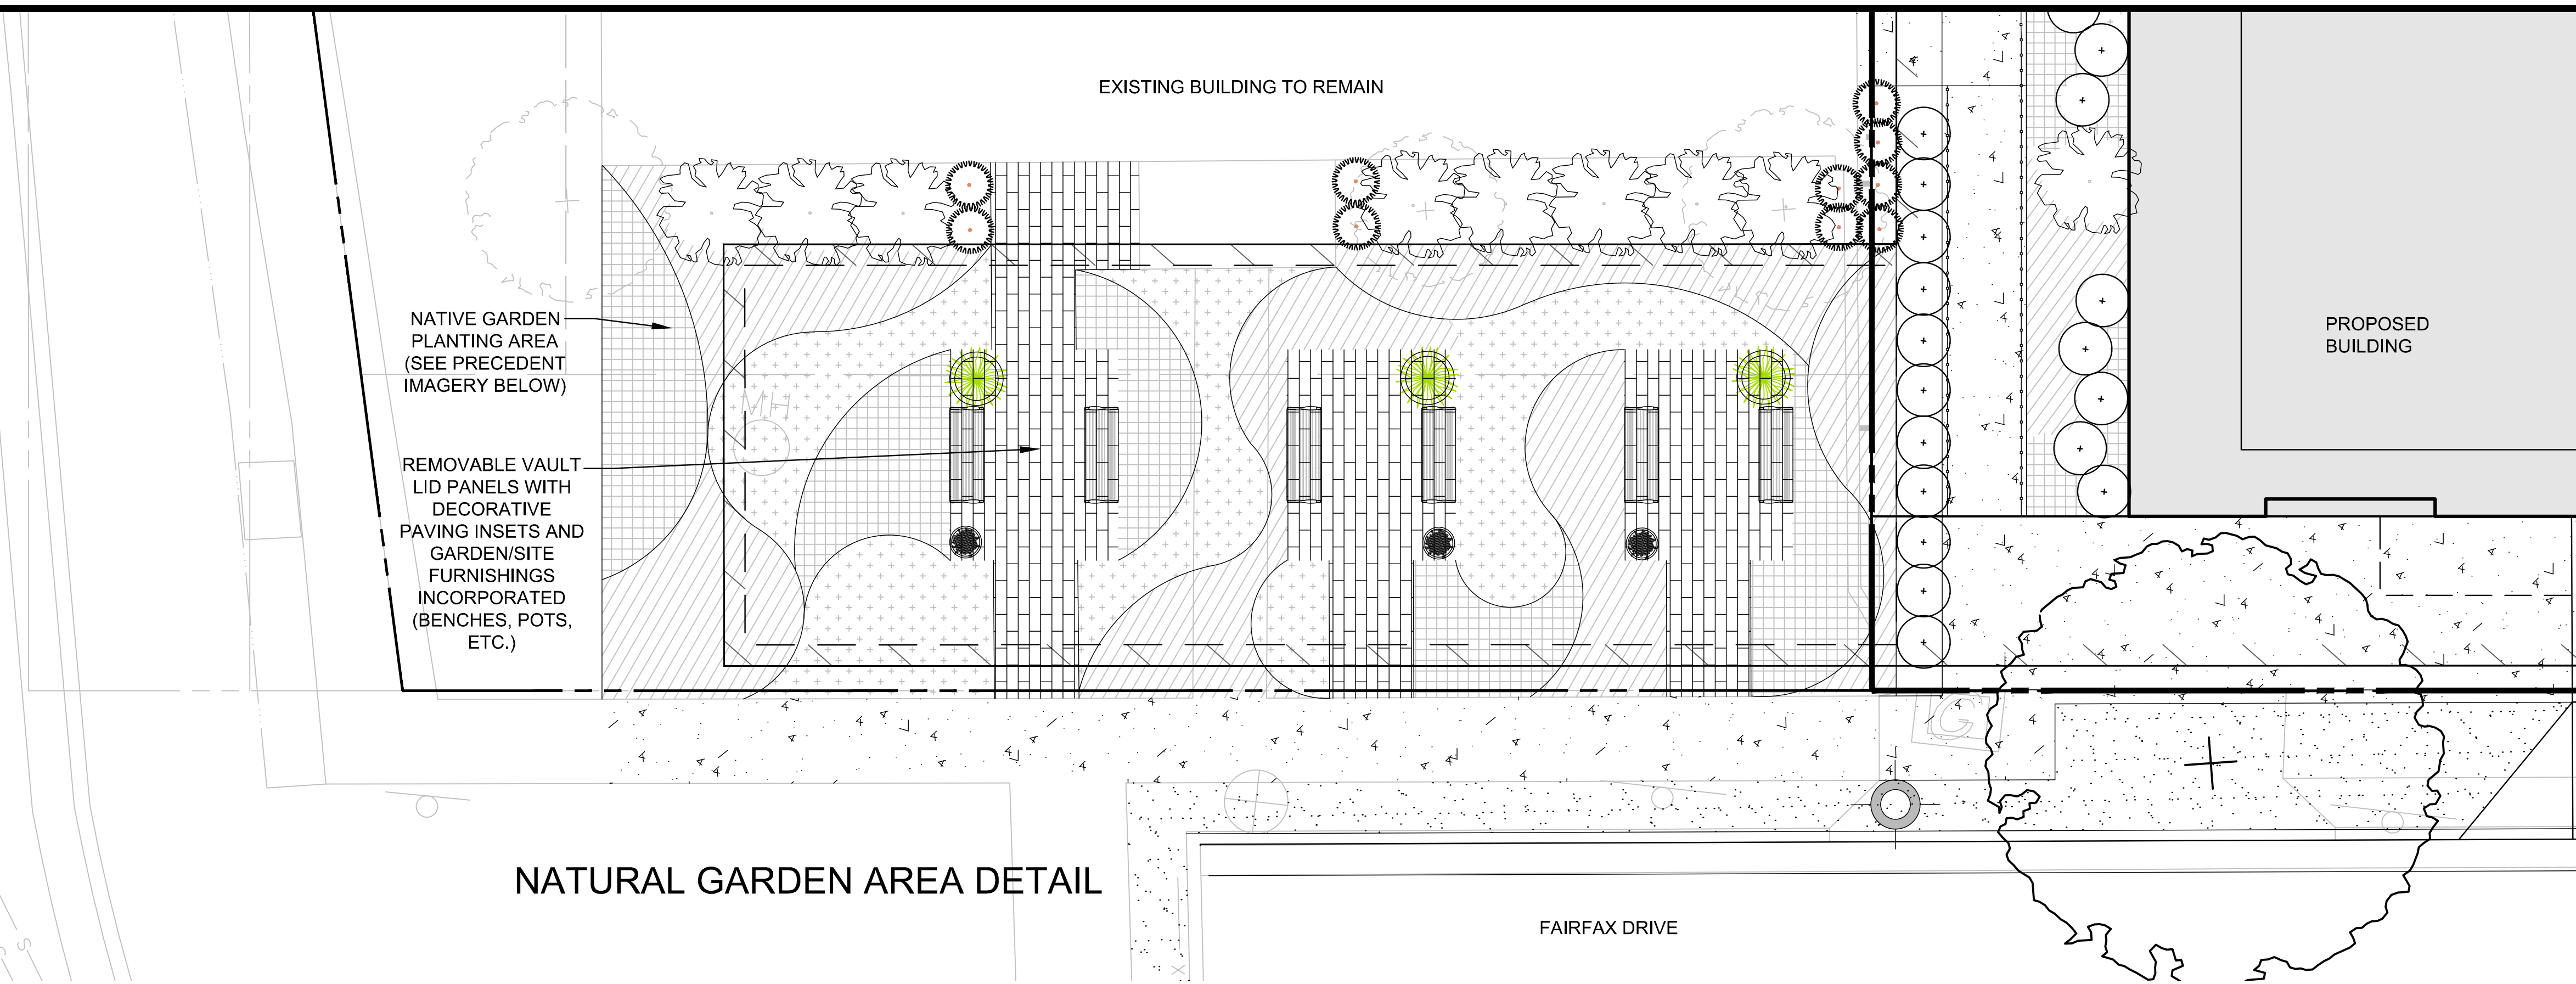 EXISTING BUILDING TO REMAIN
NATIVE GARDEN
PLANTING AREA
(SEE PRECEDENT
IMAGERY BELOW)
PROPOSED
BUILDING
MH
REMOVABLE VAULT
LID PANELS WITH
DECORATIVE
PAVING INSETS AND
GARDEN/SITE
FURNISHINGS
INCORPORATED
(BENCHES, POTS,
ETC.)
G
NATURAL GARDEN AREA DETAIL
FAIRFAX DRIVE
S
X